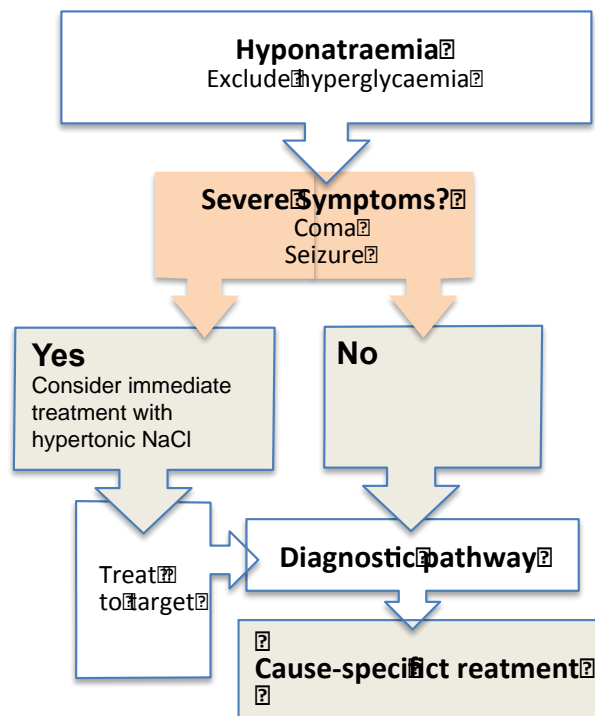 Hyponatraemia
Exclude hyperglycaemia
Severe Symptoms?
Coma
Seizure
Yes
Consider immediate
treatment with
hypertonic NaCl
No
Treat
to target
Diagnostic pathway
Cause-specific treatment